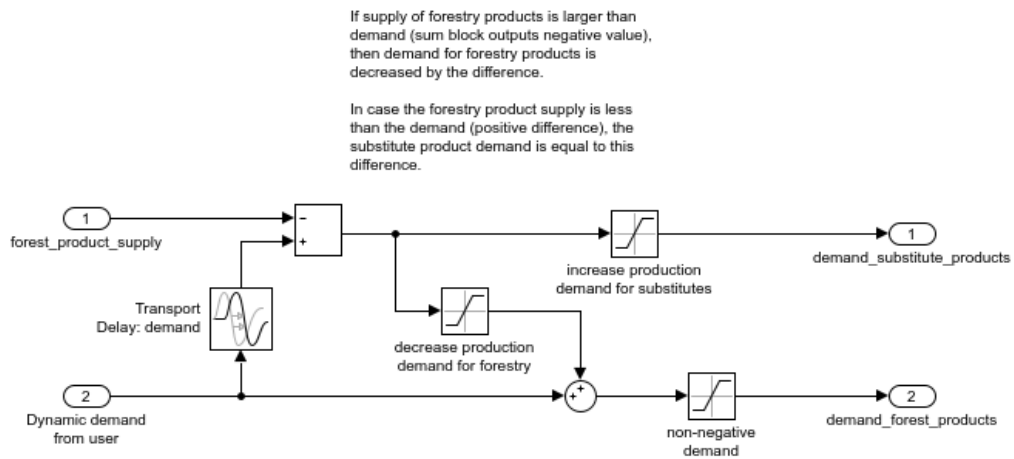 If supply of forestry products is larger than
demand (sum block outputs negative value),
then demand for forestry products is
decreased by the difference.
In case the forestry product supply is less
than the demand (positive difference), the
substitute product demand is equal to this
difference.
1
forest_product_supply
−
+
increase production
demand for substitutes
1
demand_substitute_products
Transport
Delay: demand
decrease production
demand for forestry
2
Dynamic demand
from user
+
+
non-negative
demand
2
demand_forest_products